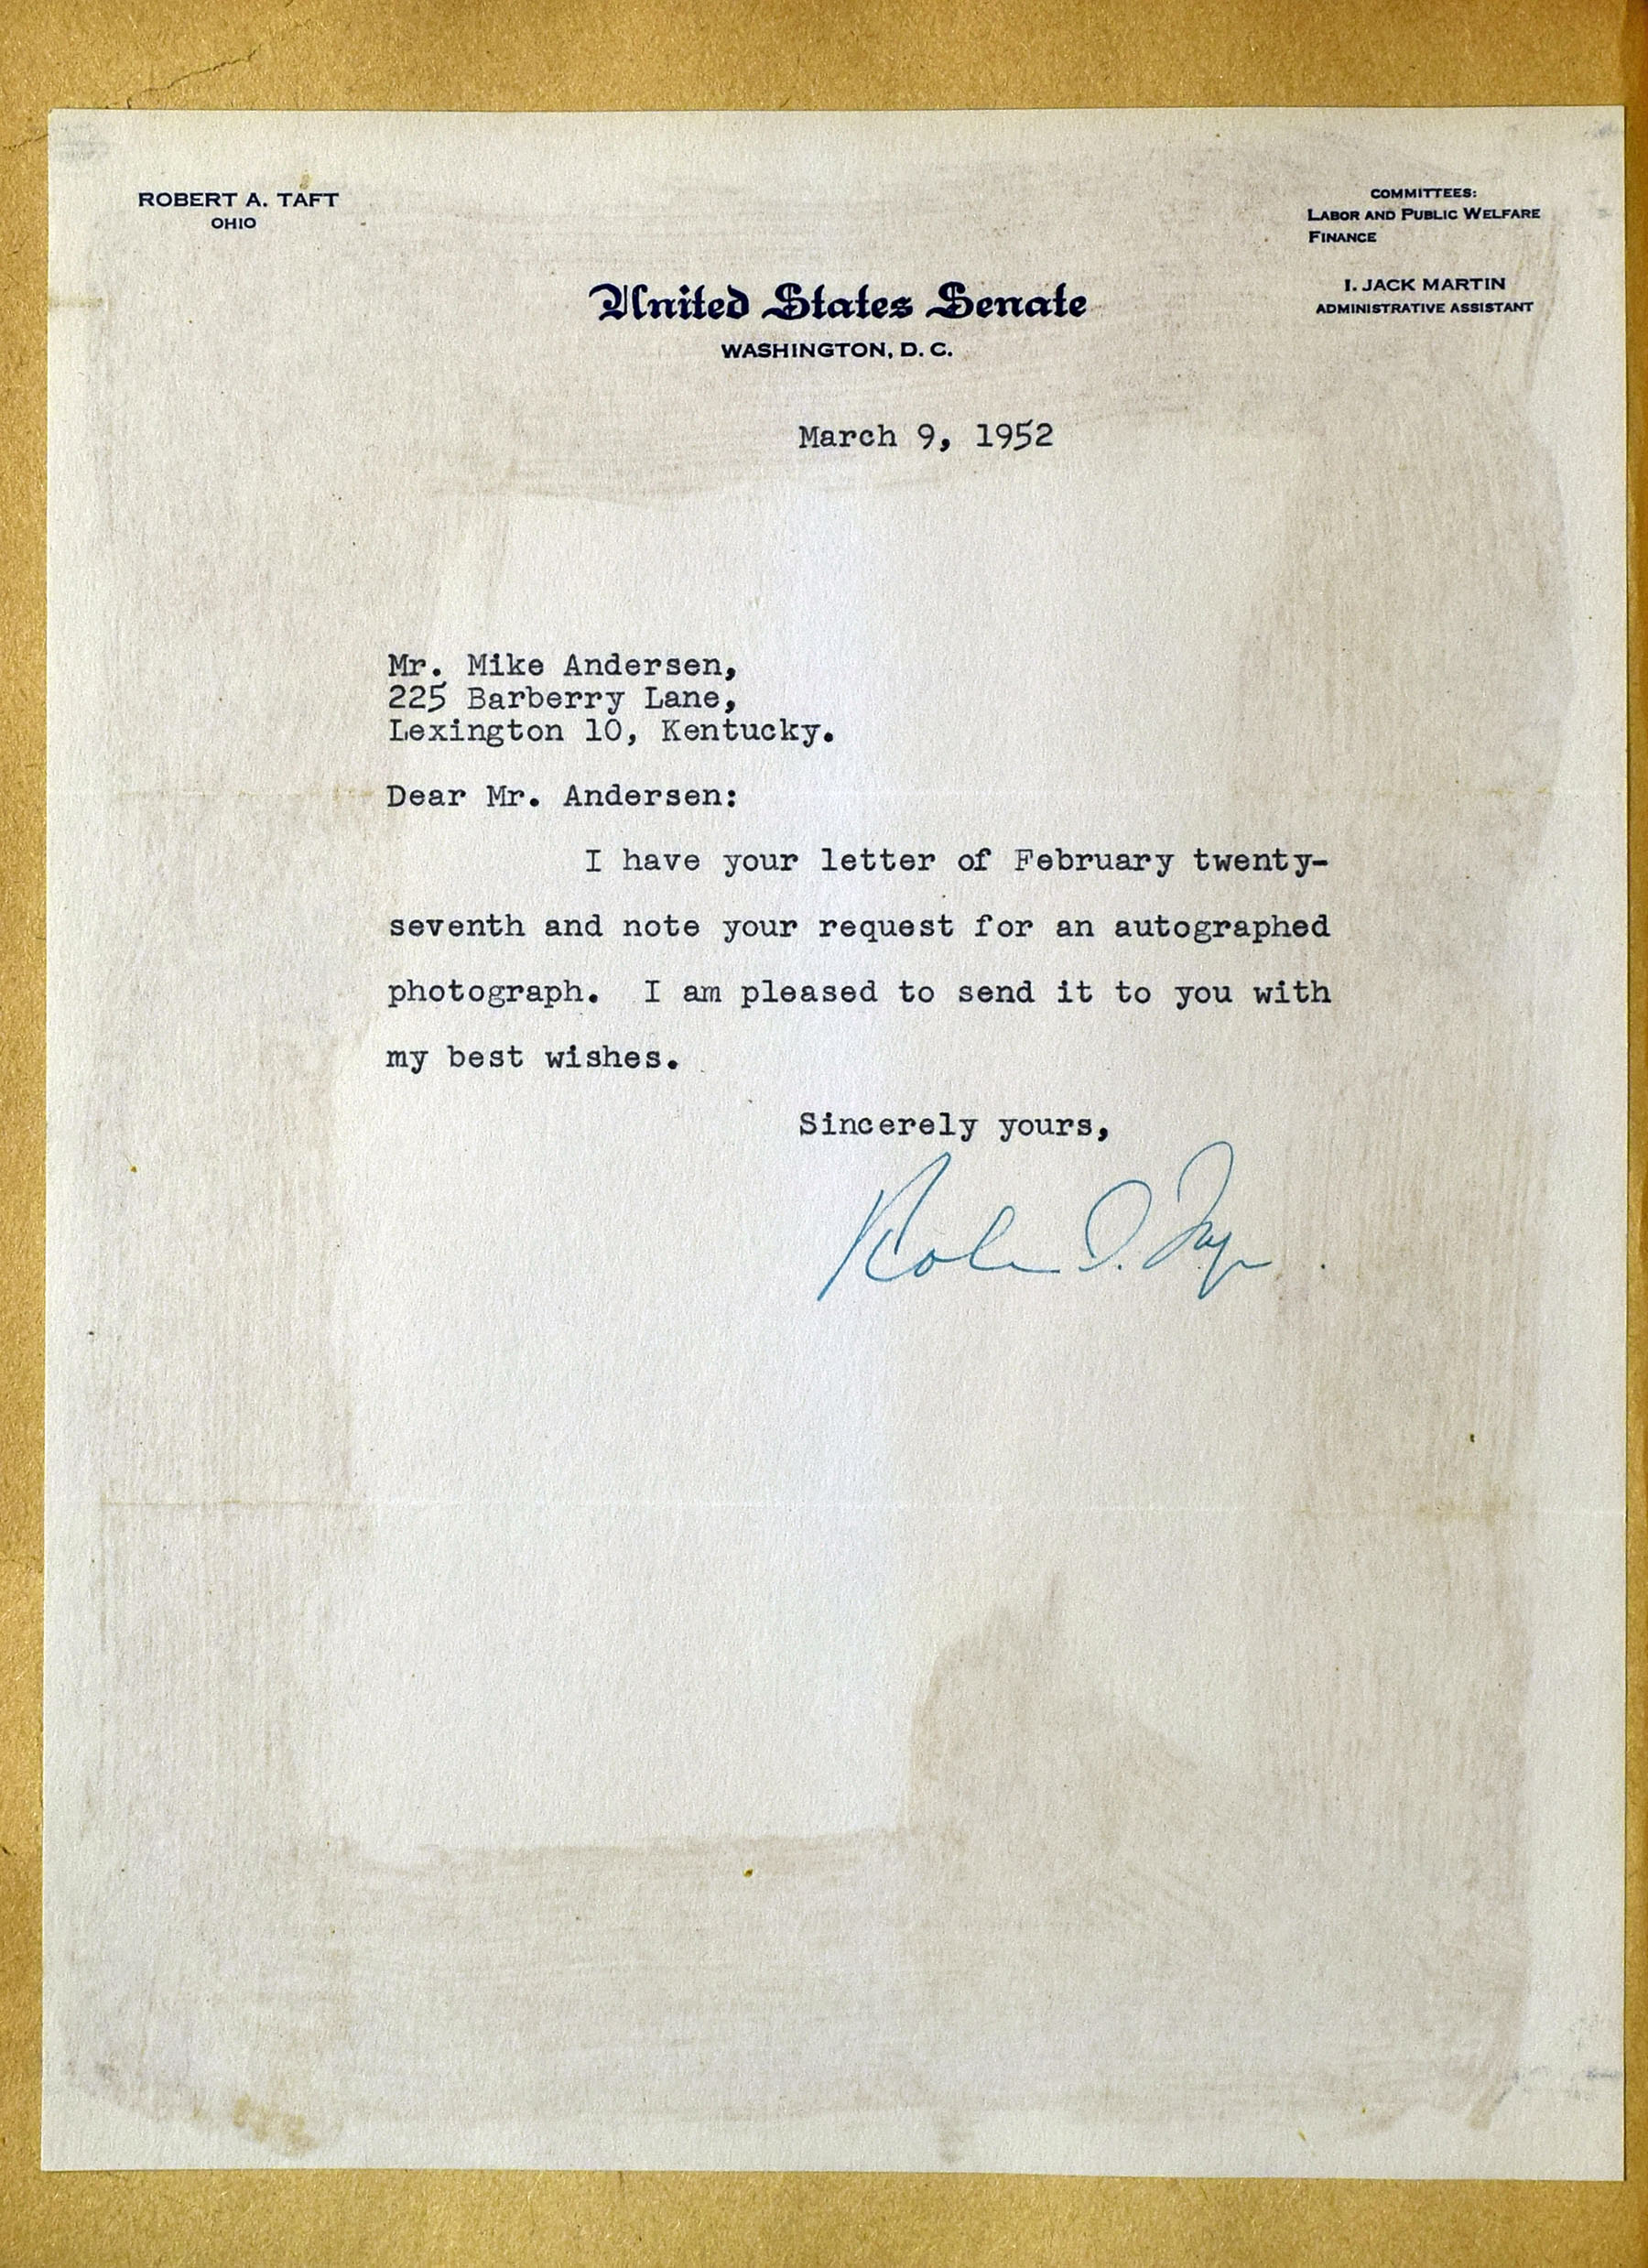 ROBERT A. TAFT
OHIO
COMMITTEES:
LABOR AND PUBLIC WELFARE
FINANCE
I. JACK MARTIN
ADMINISTRATIVE ASSISTANT
United States Senate
WASHINGTON, D. C.
March 9, 1952
Mr. Mike Andersen,
225 Barberry Lane,
Lexington 10, Kentucky.
Dear Mr. Andersen:
I have your letter of February twenty-
seventh and note your request for an autographed
photograph. I am pleased to send it to you with
my best wishes.
Sincerely yours,
Robert A. Taft